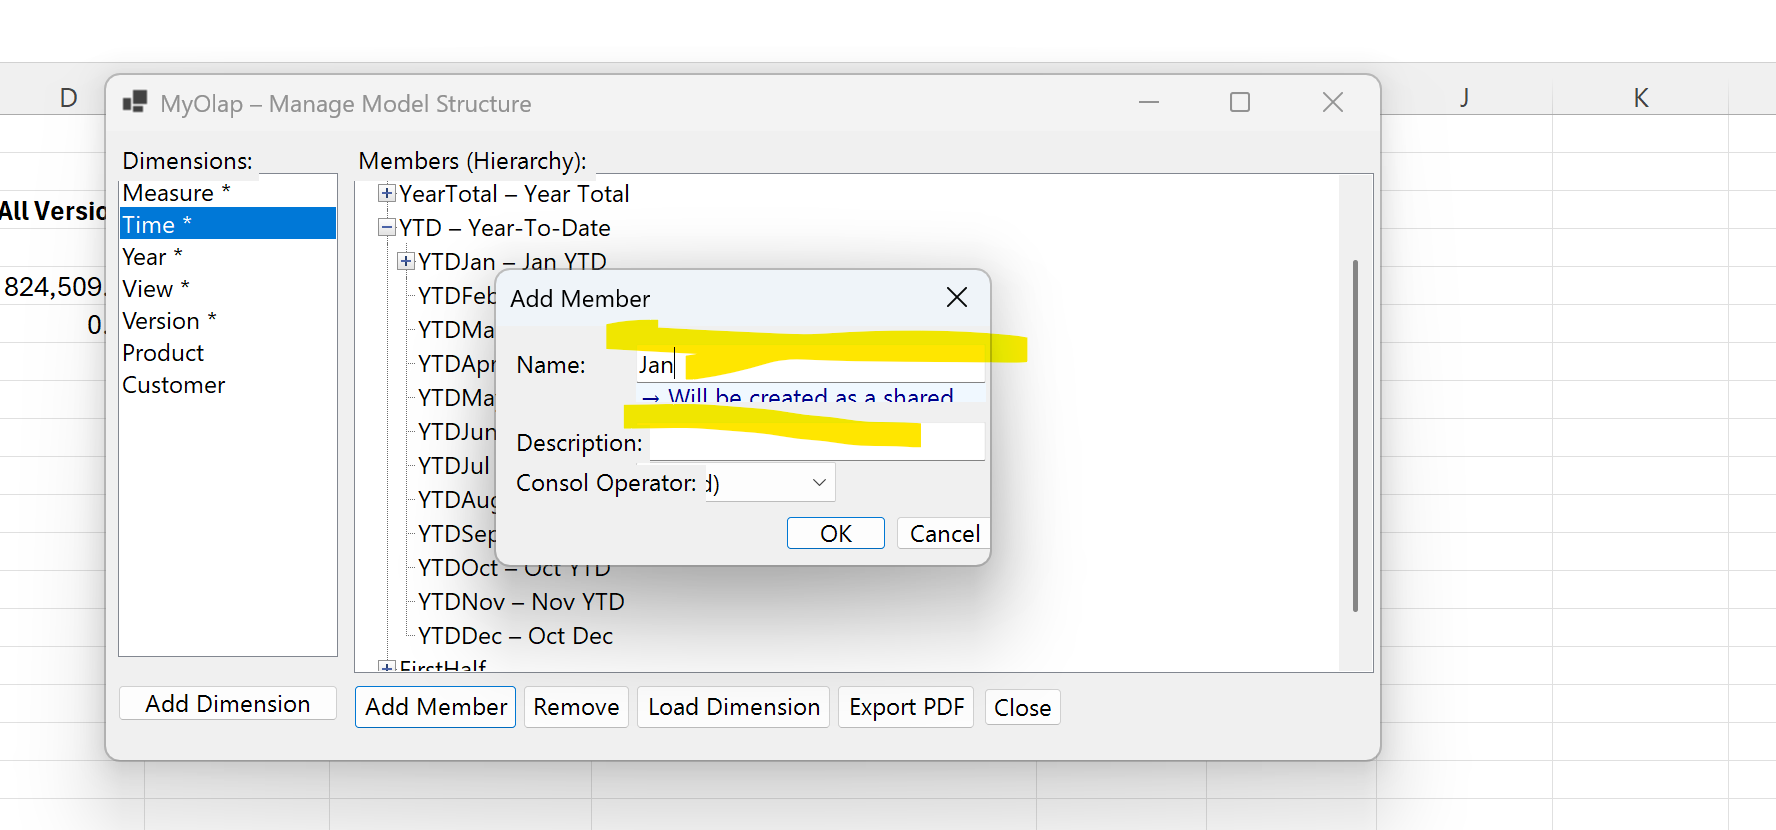 D
J
K
MyOlap – Manage Model Structure
Dimensions:
Members (Hierarchy):
Measure *
Time *
Year *
View *
Version *
Product
Customer
All Versio
824,509.
0.
YearTotal – Year Total
YTD – Year-To-Date
YTDJan – Jan YTD
YTDFeb
YTDMa
YTDApr
YTDMa
YTDJun
YTDJul
YTDAug
YTDSep
YTDOct – Oct YTD
YTDNov – Nov YTD
YTDDec – Oct Dec
FirstHalf
Add Member
Name:
Jan
→ Will be created as a shared
Description:
Consol Operator:
d)
OK
Cancel
Add Dimension
Add Member
Remove
Load Dimension
Export PDF
Close